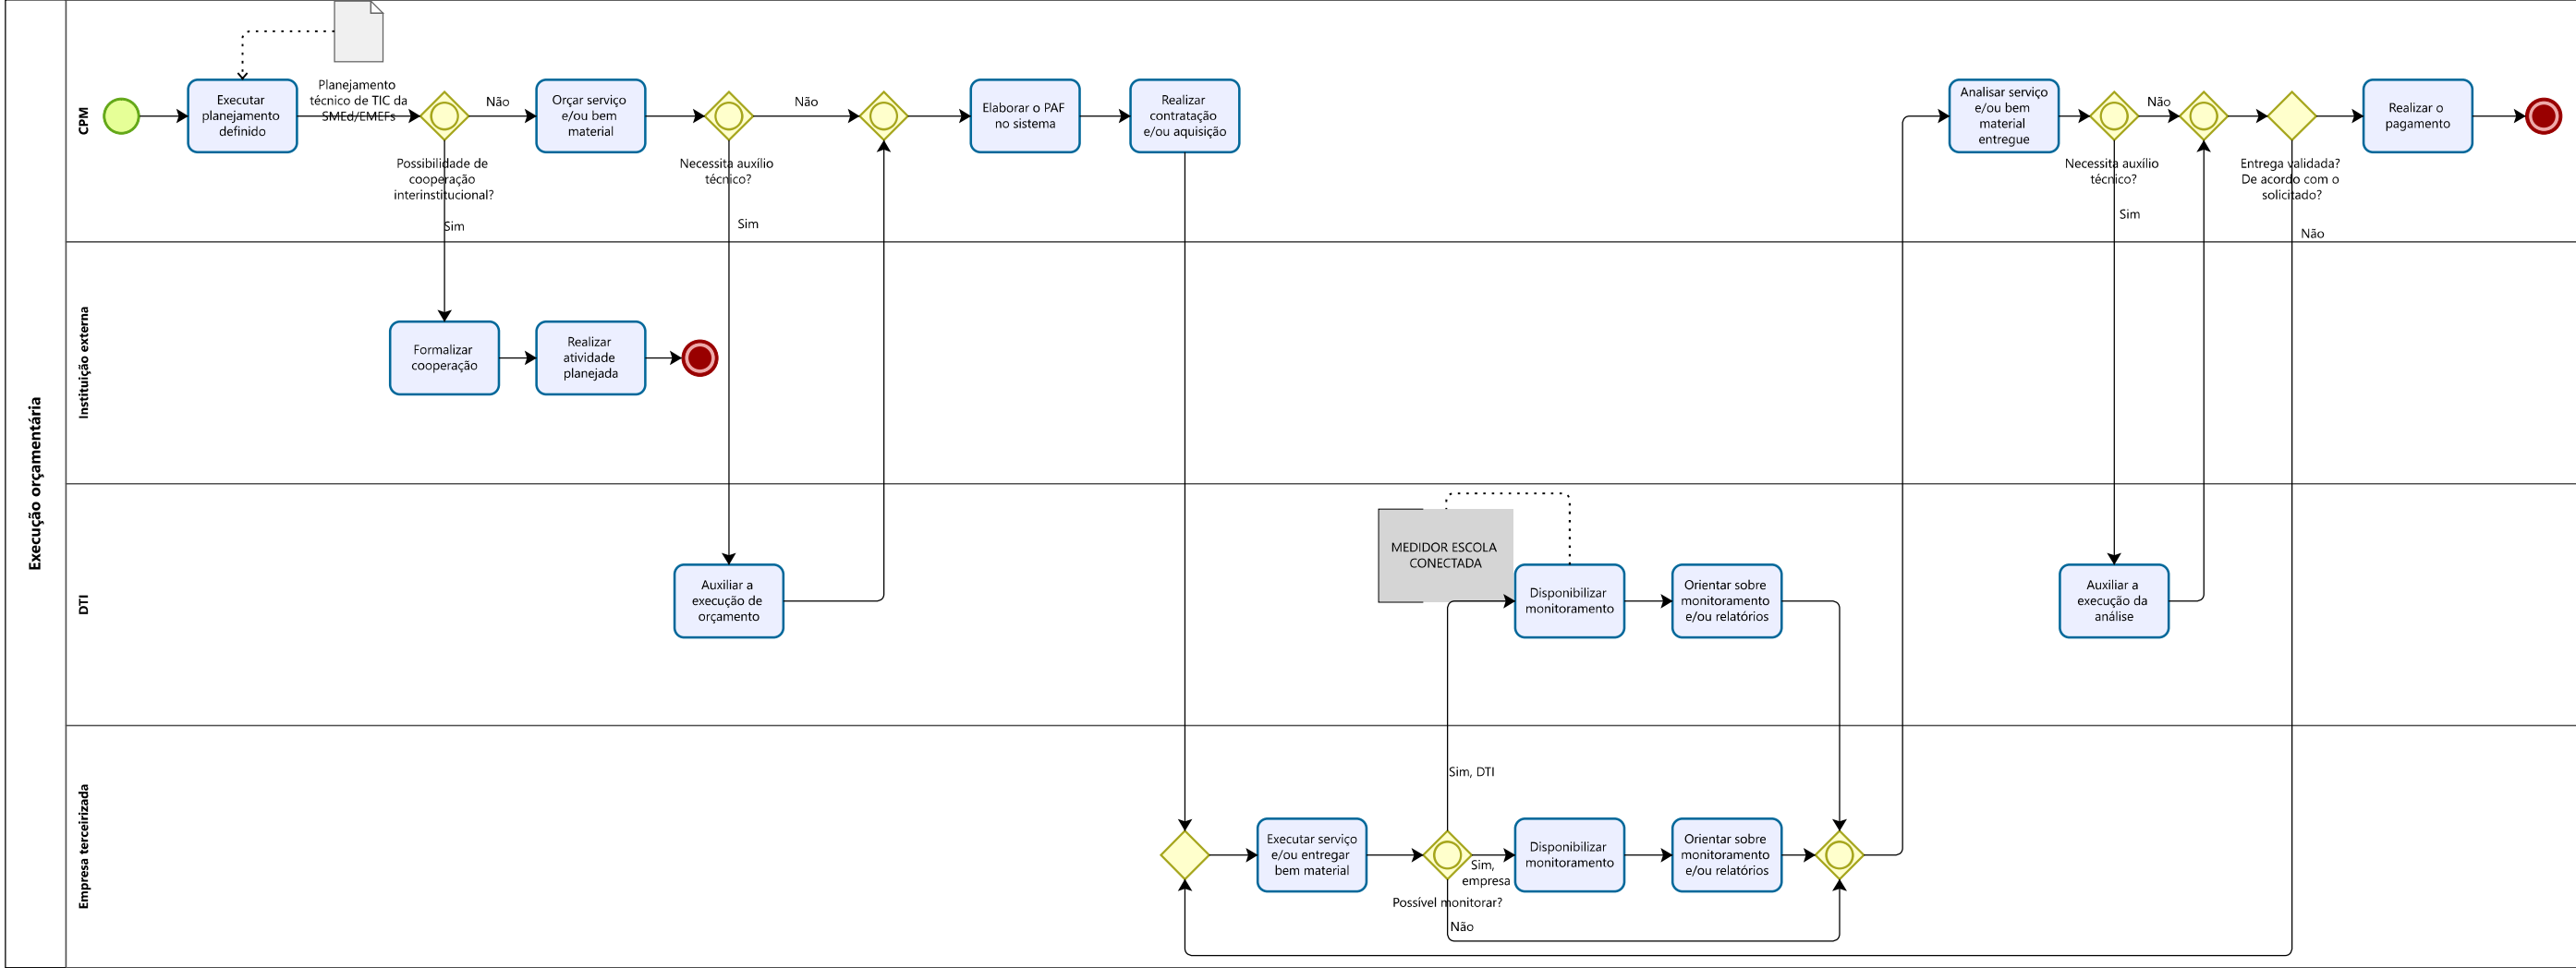 Execução orçamentária
CPM
Executar
planejamento
definido
Planejamento
técnico de TIC da
SMEd/EMEFs
Possibilidade de
cooperação
interinstitucional?
Não
Sim
Orçar serviço
e/ou bem
material
Necessita auxílio
técnico?
Não
Sim
Elaborar o PAF
no sistema
Realizar
contratação
e/ou aquisição
Analisar serviço
e/ou bem
material
entregue
Necessita auxílio
técnico?
Não
Sim
Entrega validada?
De acordo com o
solicitado?
Não
Realizar o
pagamento
Instituição externa
Formalizar
cooperação
Realizar
atividade
planejada
DTI
Auxiliar a
execução de
orçamento
MEDIDOR ESCOLA
CONECTADA
Disponibilizar
monitoramento
Orientar sobre
monitoramento
e/ou relatórios
Auxiliar a
execução da
análise
Empresa terceirizada
Executar serviço
e/ou entregar
bem material
Sim, DTI
Sim,
empresa
Possível monitorar?
Não
Disponibilizar
monitoramento
Orientar sobre
monitoramento
e/ou relatórios